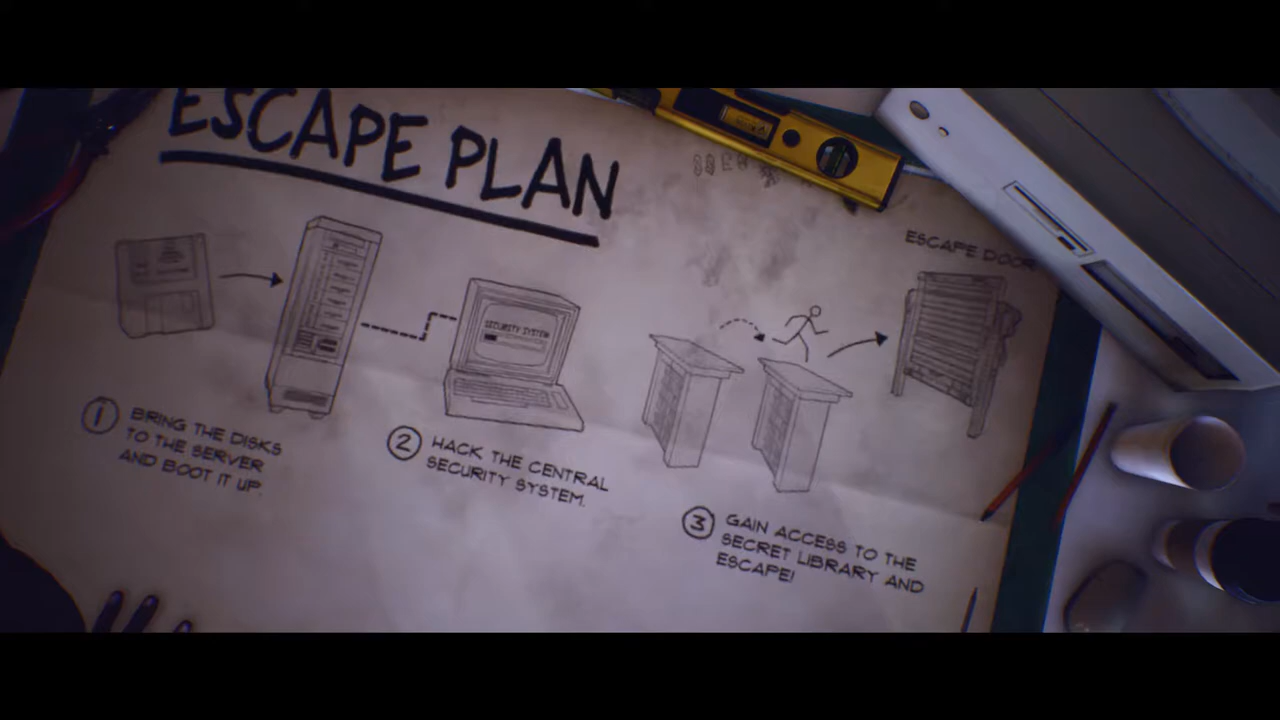 ESCAPE PLAN
ESCAPE DOOR
SECURITY SYSTEM
1
BRING THE DISKS
TO THE SERVER
AND BOOT IT UP.
2
HACK THE CENTRAL
SECURITY SYSTEM.
3
GAIN ACCESS TO THE
SECRET LIBRARY AND
ESCAPE!